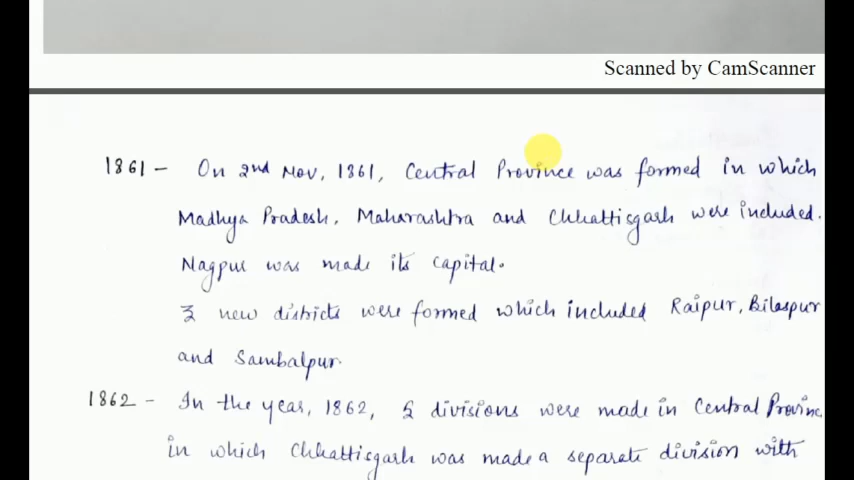 Scanned by CamScanner
1861 - On 2nd Nov, 1861, Central Province was formed in which
Madhya Pradesh, Maharashtra and Chhattisgarh were included.
Nagpur was made its capital.
3 new districts were formed which included Raipur, Bilaspur
and Sambalpur.
1862 - In the year, 1862, 5 divisions were made in Central Provinc
in which Chhattisgarh was made a separate division with